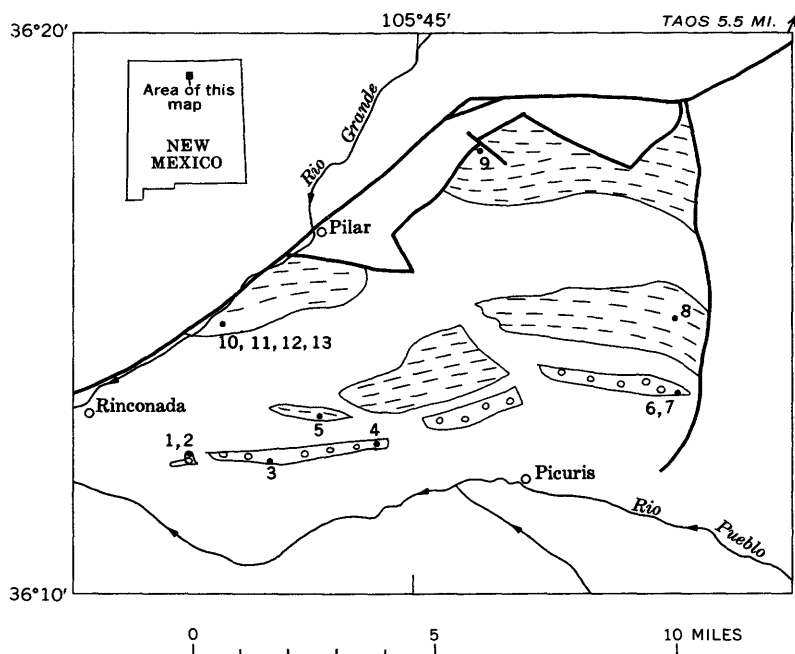 36°20′
105°45′
TAOS 5.5 MI.
Area of this
map
NEW
MEXICO
Rio Grande
9
Pilar
8
10, 11, 12, 13
Rinconada
6,7
5
4
1,2
3
Picuris
Rio Pueblo
36°10′
0 5 10 MILES